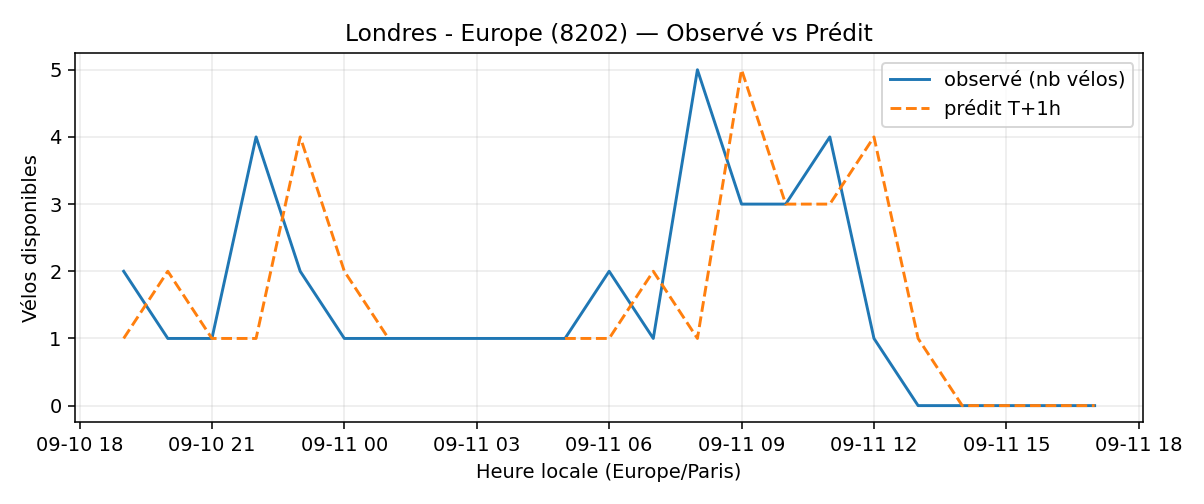 Londres - Europe (8202) — Observé vs Prédit
observé (nb vélos)
prédit T+1h
Vélos disponibles
5
4
3
2
1
0
09-10 18 09-10 21 09-11 00 09-11 03 09-11 06 09-11 09 09-11 12 09-11 15 09-11 18
Heure locale (Europe/Paris)